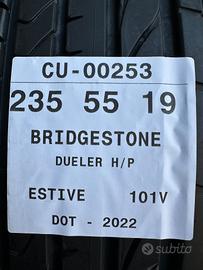 CU-00253
235 55 19
BRIDGESTONE
DUELER H/P
ESTIVE 101V
DOT - 2022
subito